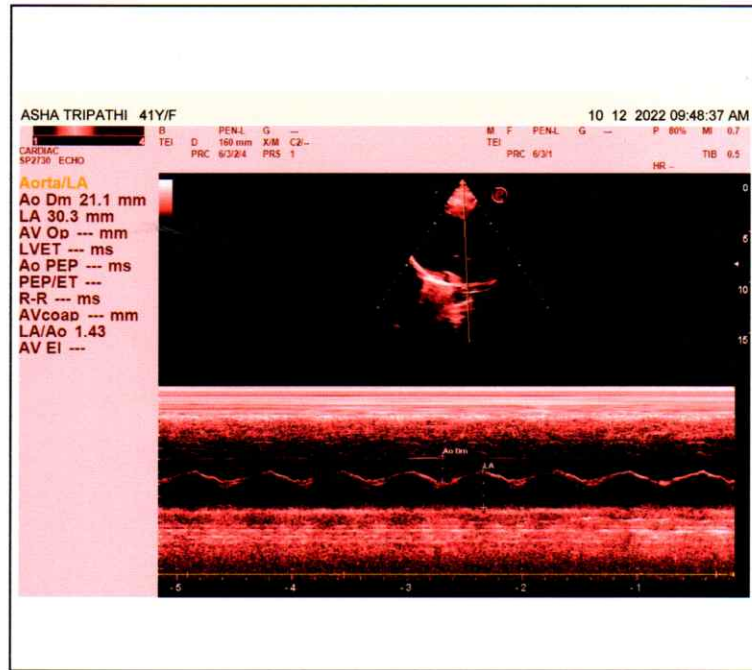 ASHA TRIPATHI 41Y/F 10 12 2022 09:48:37 AM
B PEN-L G --- M F PEN-L G --- P 80% MI 0.7
1 4 TEI D 160 mm X/M C2/-- TEI
CARDIAC PRC 6/3/2/4 PRS 1 PRC 6/3/1 TIB 0.5
SP2730 ECHO HR --
Aorta/LA
Ao Dm 21.1 mm
LA 30.3 mm
AV Op --- mm
LVET --- ms
Ao PEP --- ms
PEP/ET ---
R-R --- ms
AVcoap --- mm
LA/Ao 1.43
AV EI ---
0
5
10
15
Ao Dm
LA
-5 -4 -3 -2 -1